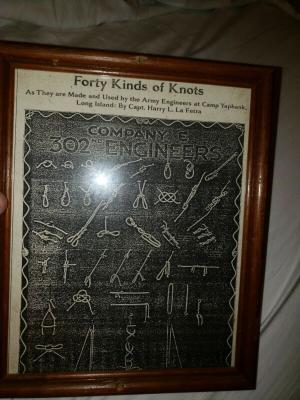 Forty Kinds of Knots
As They are Made and Used by the Army Engineers at Camp Yaphank,
Long Island: By Capt. Harry L. La Fetra
COMPANY E
302ND ENGINEERS